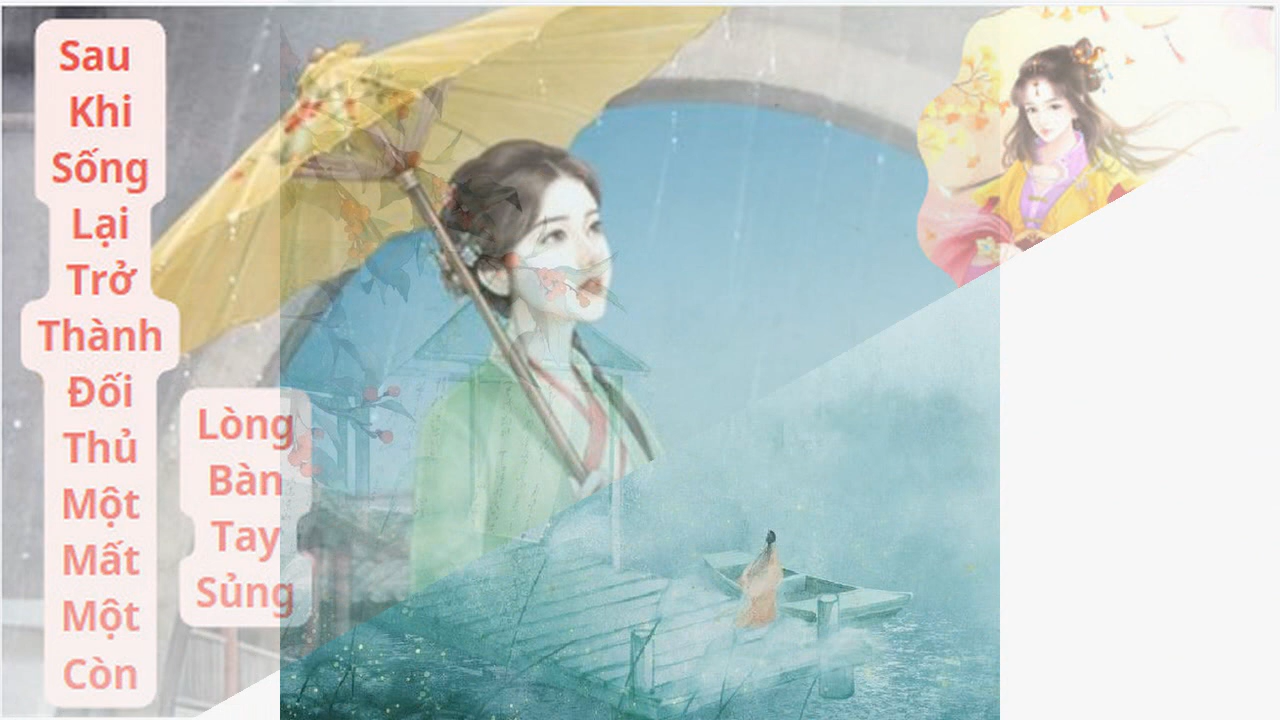 Sau
Khi
Sống
Lại
Trở
Thành
Đối
Thủ
Một
Mất
Một
Còn
Lòng
Bàn
Tay
Sủng